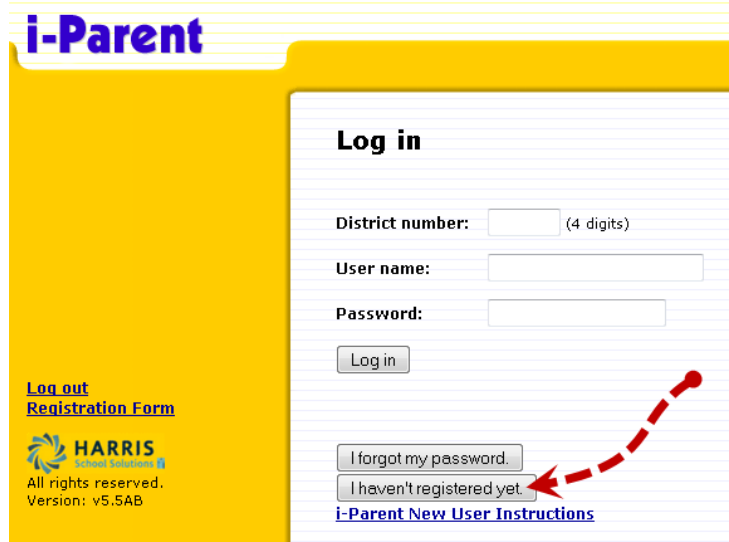 i-Parent
Log in
District number: (4 digits)
User name:
Password:
Log in
Log out
Registration Form
HARRIS
School Solutions
All rights reserved.
Version: v5.5AB
I forgot my password.
I haven't registered yet.
i-Parent New User Instructions